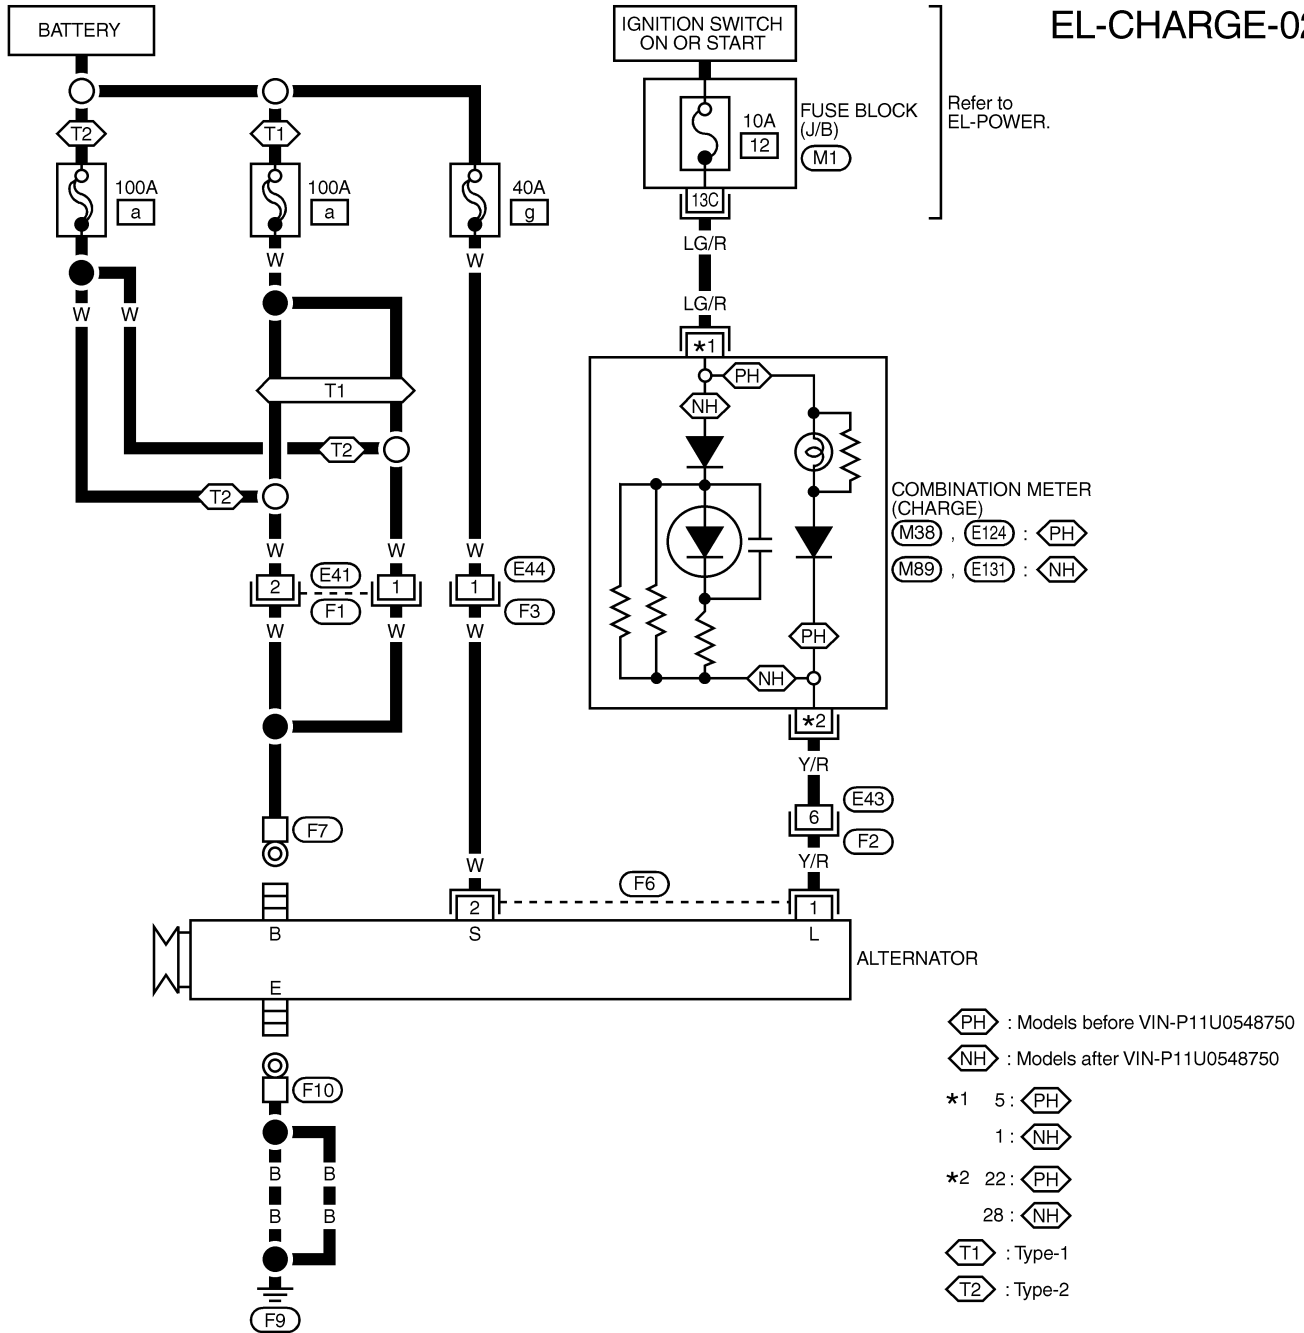 EL-CHARGE-02
BATTERY
IGNITION SWITCH
ON OR START
FUSE BLOCK
(J/B)
M1
Refer to
EL-POWER.
10A
12
13C
T2
T1
100A
a
100A
a
40A
g
W
W
LG/R
LG/R
W
W
*1
PH
NH
T1
T2
T2
COMBINATION METER
(CHARGE)
M38 , E124 : PH
M89 , E131 : NH
W
W
W
2
E41
F1
1
1
E44
F3
W
W
W
PH
NH
*2
Y/R
6
E43
F2
Y/R
F7
W
F6
2
1
B
S
L
ALTERNATOR
E
F10
B
B
B
B
F9
PH : Models before VIN-P11U0548750
NH : Models after VIN-P11U0548750
*1 5 : PH
1 : NH
*2 22 : PH
28 : NH
T1 : Type-1
T2 : Type-2